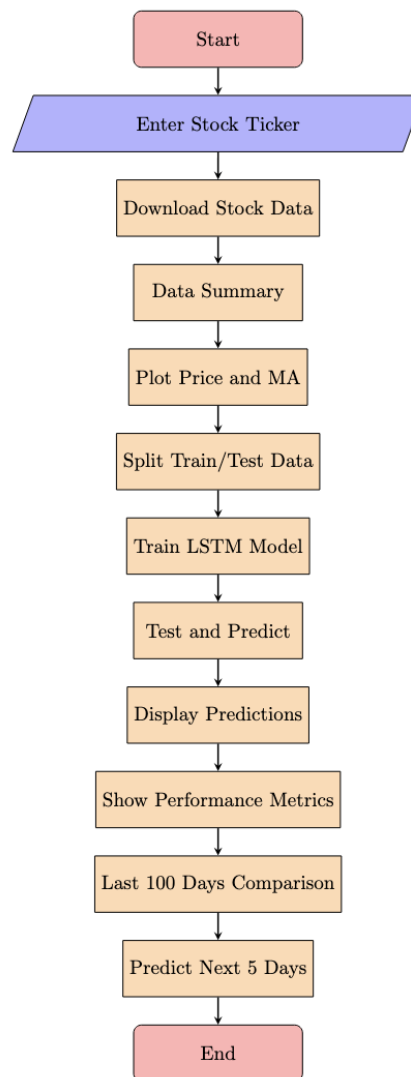 Start
Enter Stock Ticker
Download Stock Data
Data Summary
Plot Price and MA
Split Train/Test Data
Train LSTM Model
Test and Predict
Display Predictions
Show Performance Metrics
Last 100 Days Comparison
Predict Next 5 Days
End